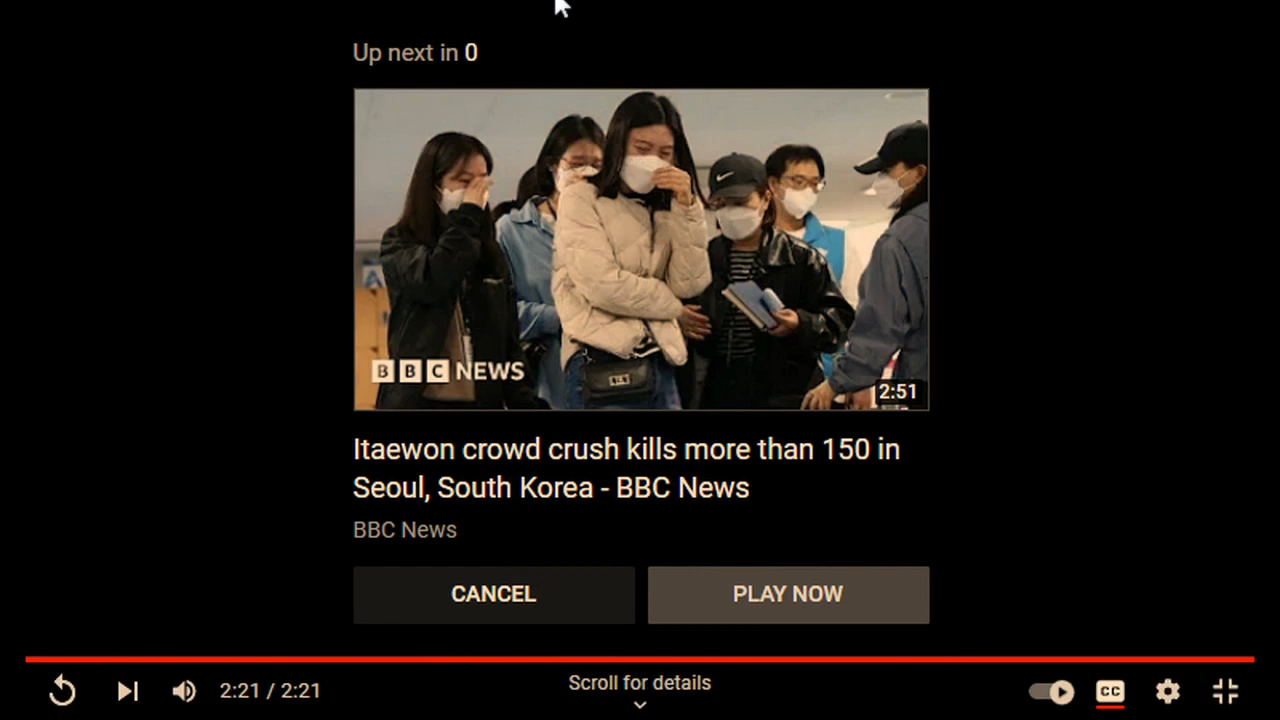 Up next in 0
BBC NEWS
2:51
Itaewon crowd crush kills more than 150 in
Seoul, South Korea - BBC News
BBC News
CANCEL
PLAY NOW
2:21 / 2:21
Scroll for details
CC